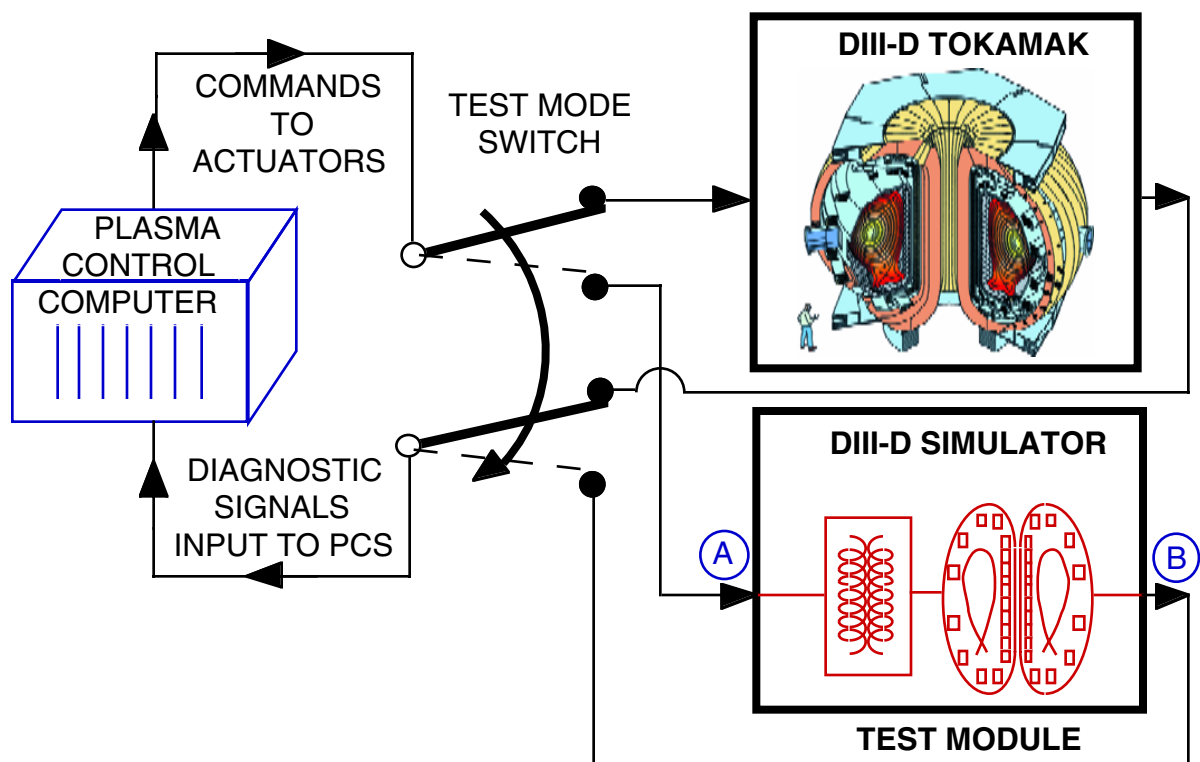 DIII-D TOKAMAK
COMMANDS
TO
ACTUATORS
TEST MODE
SWITCH
PLASMA
CONTROL
COMPUTER
DIAGNOSTIC
SIGNALS
INPUT TO PCS
DIII-D SIMULATOR
A
B
TEST MODULE